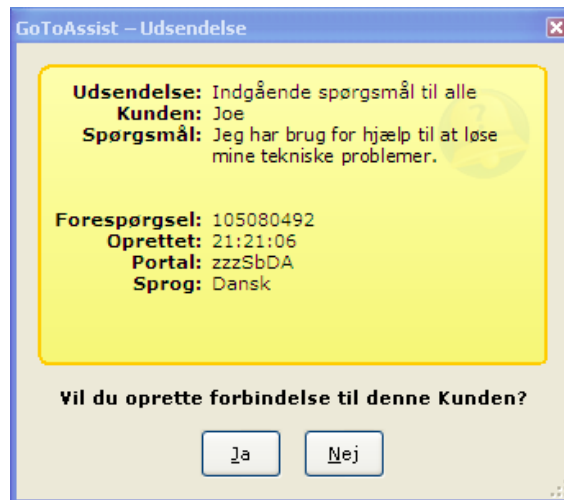 GoToAssist – Udsendelse
Udsendelse: Indgående spørgsmål til alle
Kunden: Joe
Spørgsmål: Jeg har brug for hjælp til at løse
mine tekniske problemer.
Forespørgsel: 105080492
Oprettet: 21:21:06
Portal: zzzSbDA
Sprog: Dansk
Vil du oprette forbindelse til denne Kunden?
Ja Nej